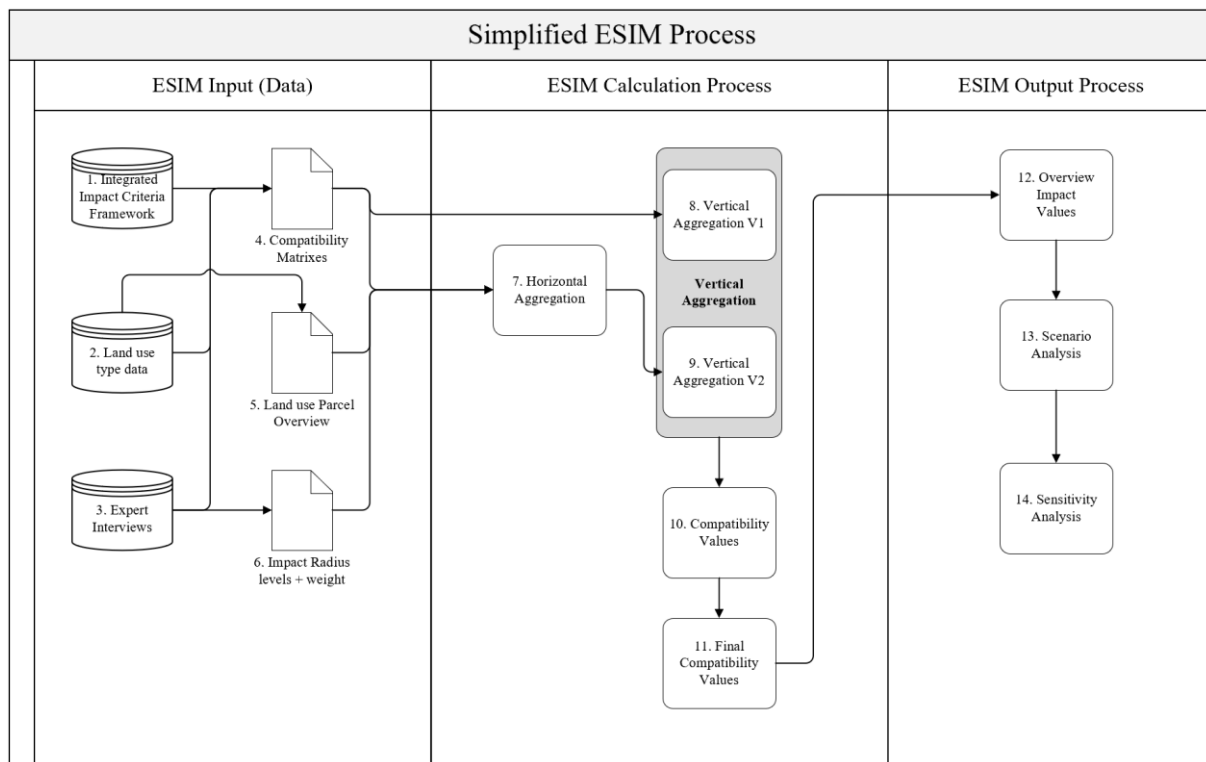 Simplified ESIM Process
ESIM Input (Data)
ESIM Calculation Process
ESIM Output Process
1. Integrated
Impact Criteria
Framework
4. Compatibility
Matrixes
2. Land use
type data
5. Land use Parcel
Overview
3. Expert
Interviews
6. Impact Radius
levels + weight
7. Horizontal
Aggregation
8. Vertical
Aggregation V1
Vertical
Aggregation
9. Vertical
Aggregation V2
10. Compatibility
Values
11. Final
Compatibility
Values
12. Overview
Impact
Values
13. Scenario
Analysis
14. Sensitivity
Analysis